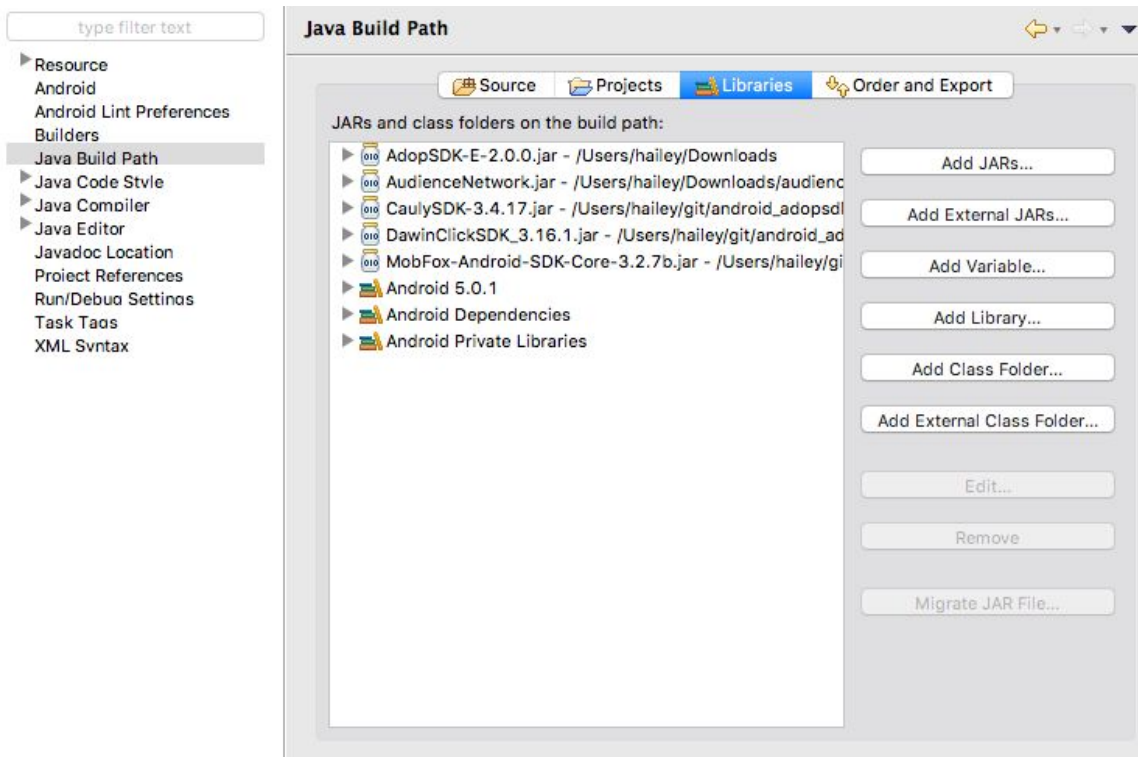 type filter text
Resource
Android
Android Lint Preferences
Builders
Java Build Path
Java Code Style
Java Compiler
Java Editor
Javadoc Location
Project References
Run/Debug Settings
Task Tags
XML Syntax
Java Build Path
Source Projects Libraries Order and Export
JARs and class folders on the build path:
AdopSDK-E-2.0.0.jar - /Users/hailey/Downloads
AudienceNetwork.jar - /Users/hailey/Downloads/audienc
CaulySDK-3.4.17.jar - /Users/hailey/git/android_adopsdl
DawinClickSDK_3.16.1.jar - /Users/hailey/git/android_ad
MobFox-Android-SDK-Core-3.2.7b.jar - /Users/hailey/gi
Android 5.0.1
Android Dependencies
Android Private Libraries
Add JARs...
Add External JARs...
Add Variable...
Add Library...
Add Class Folder...
Add External Class Folder...
Edit...
Remove
Migrate JAR File...